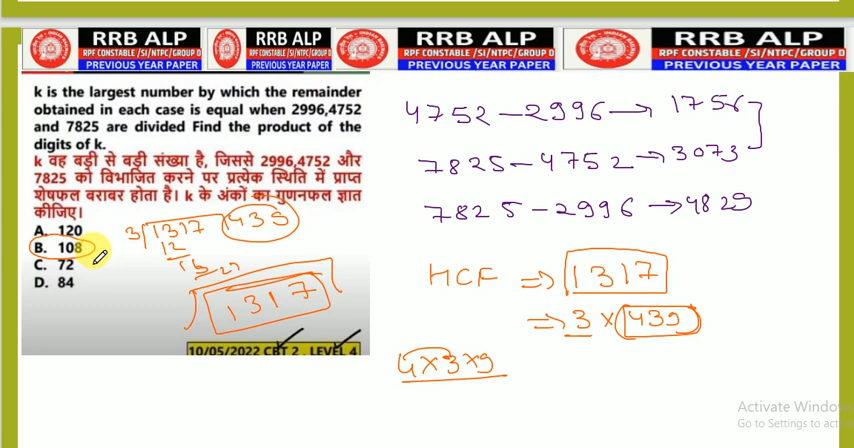 RRB ALP
RPF CONSTABLE /SI/NTPC/GROUP D
PREVIOUS YEAR PAPER
RRB ALP
RPF CONSTABLE /SI/NTPC/GROUP D
PREVIOUS YEAR PAPER
RRB ALP
RPF CONSTABLE /SI/NTPC/GROUP D
PREVIOUS YEAR PAPER
RRB ALP
RPF CONSTABLE /SI/NTPC/GROUP D
PREVIOUS YEAR PAPER
k is the largest number by which the remainder
obtained in each case is equal when 2996,4752
and 7825 are divided Find the product of the
digits of k.
k वह बड़ी से बड़ी संख्या है, जिससे 2996,4752 और
7825 को विभाजित करने पर प्रत्येक स्थिति में प्राप्त
शेषफल बराबर होता है। k के अंकों का गुणनफल ज्ञात
कीजिए।
A. 120
B. 108
C. 72
D. 84
3)1317(439
12
27
1317
10/05/2022 CBT 2 , LEVEL 4
4752-2996→1756
7825-4752→3073
7825-2996→4829
HCF ⇒ 1317
⇒ 3×439
4×3×9
Activate Windows
Go to Settings to